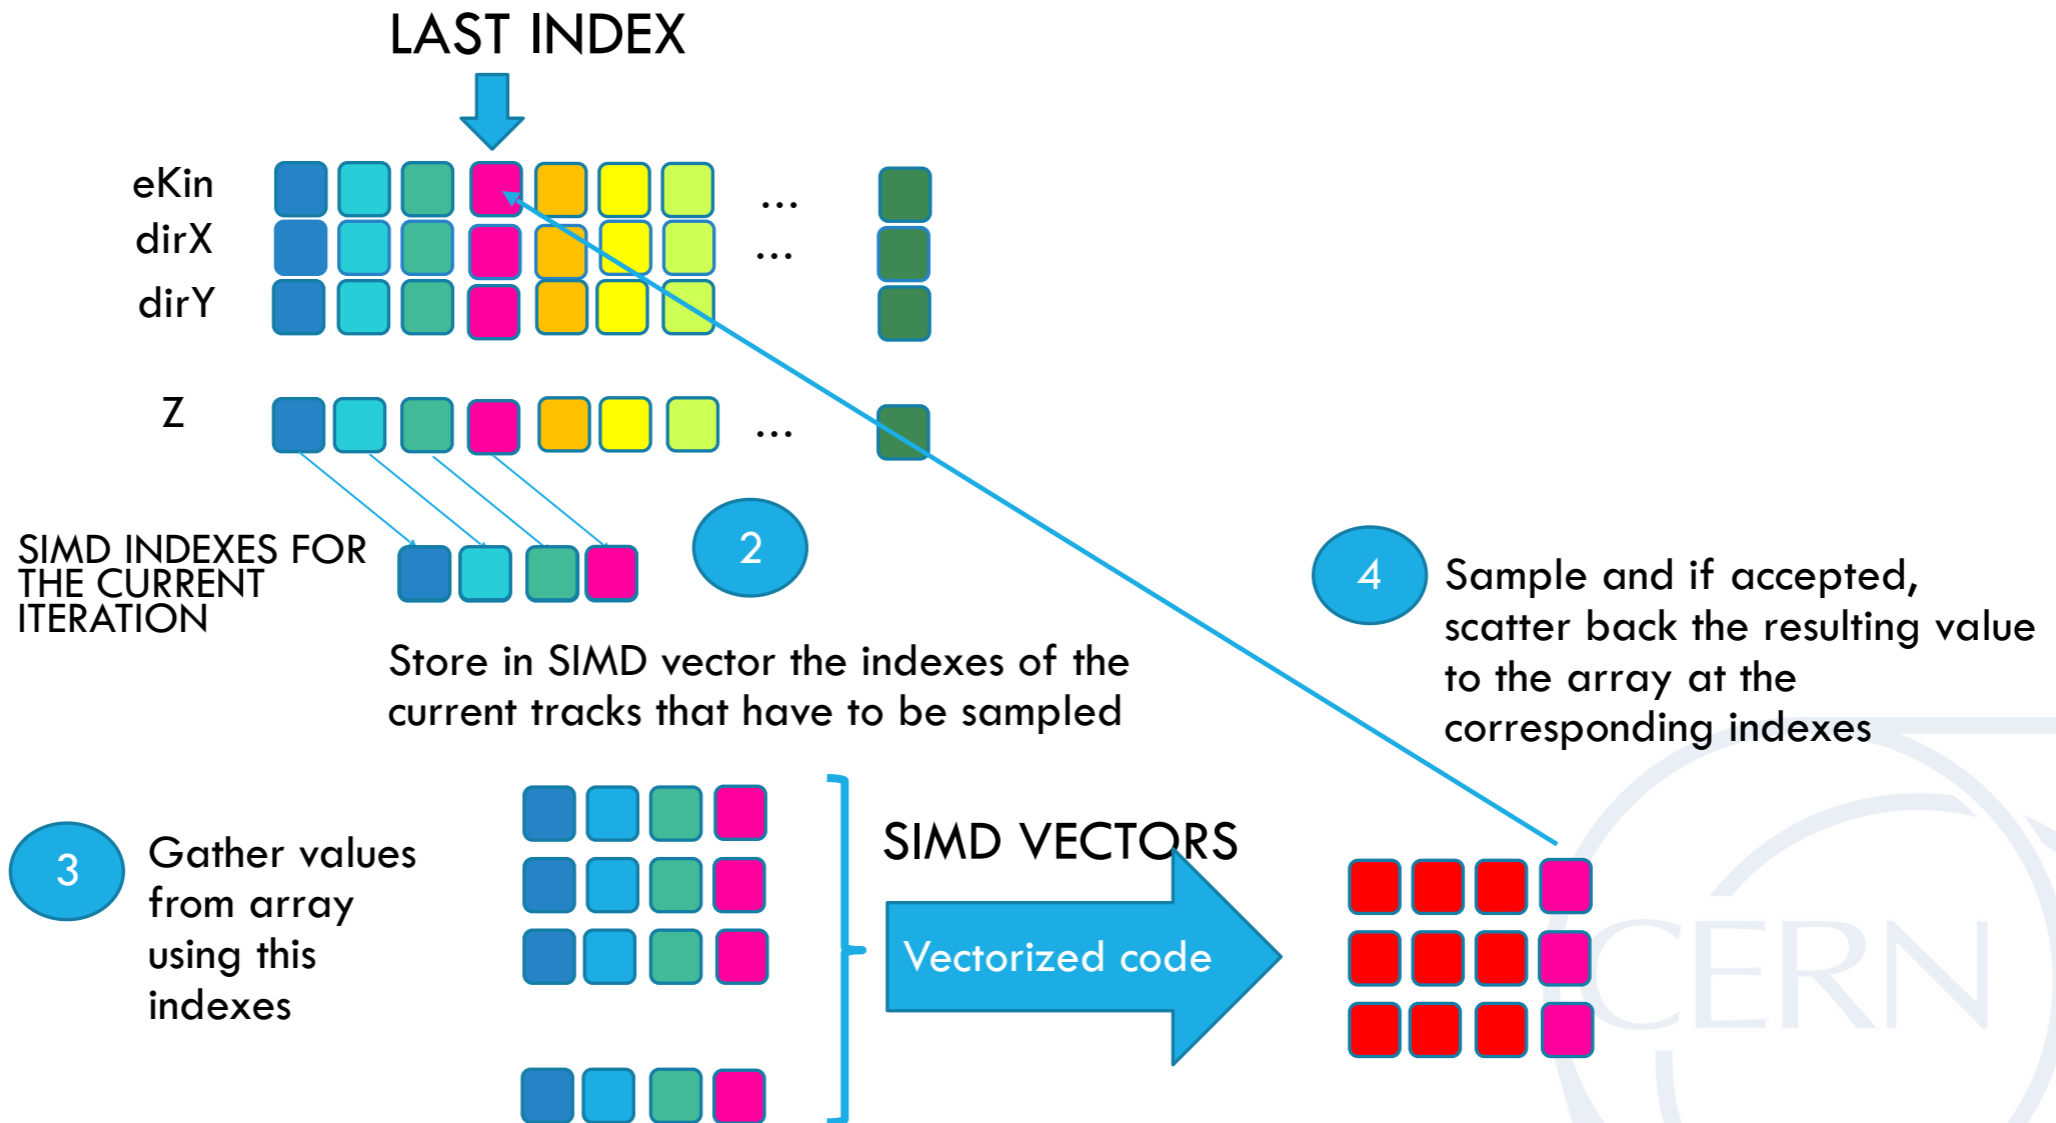 LAST INDEX
eKin
...
dirX
...
dirY
Z
...
SIMD INDEXES FOR
THE CURRENT
ITERATION
2
Store in SIMD vector the indexes of the
current tracks that have to be sampled
4
Sample and if accepted,
scatter back the resulting value
to the array at the
corresponding indexes
3
Gather values
from array
using this
indexes
SIMD VECTORS
Vectorized code
CERN